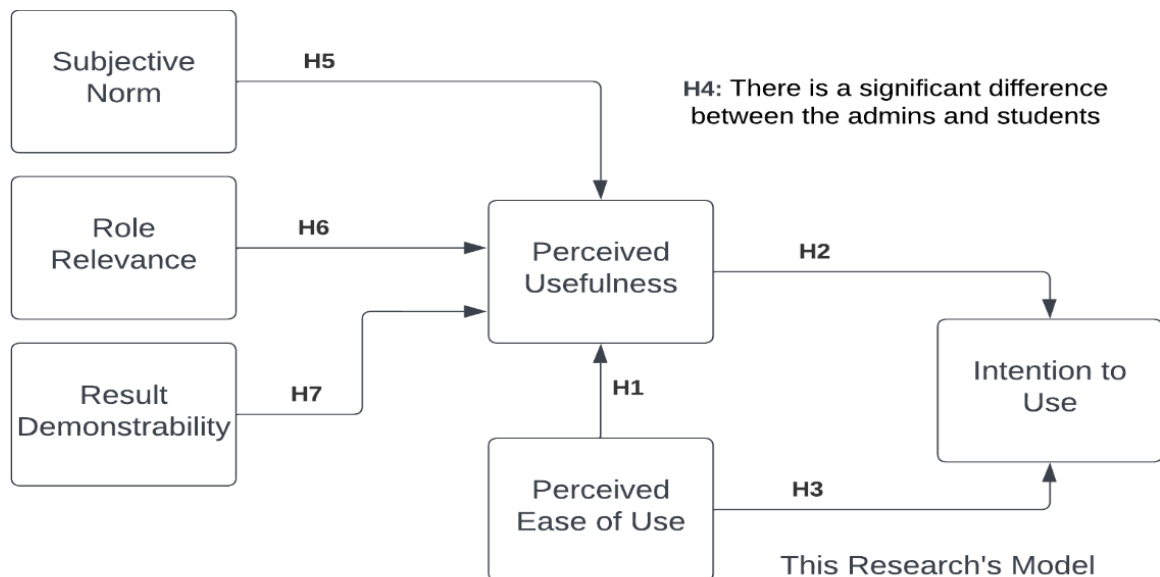 Subjective
Norm
H5
H4: There is a significant difference
between the admins and students
Role
Relevance
H6
Perceived
Usefulness
H2
Result
Demonstrability
H7
H1
Intention to
Use
Perceived
Ease of Use
H3
This Research's Model